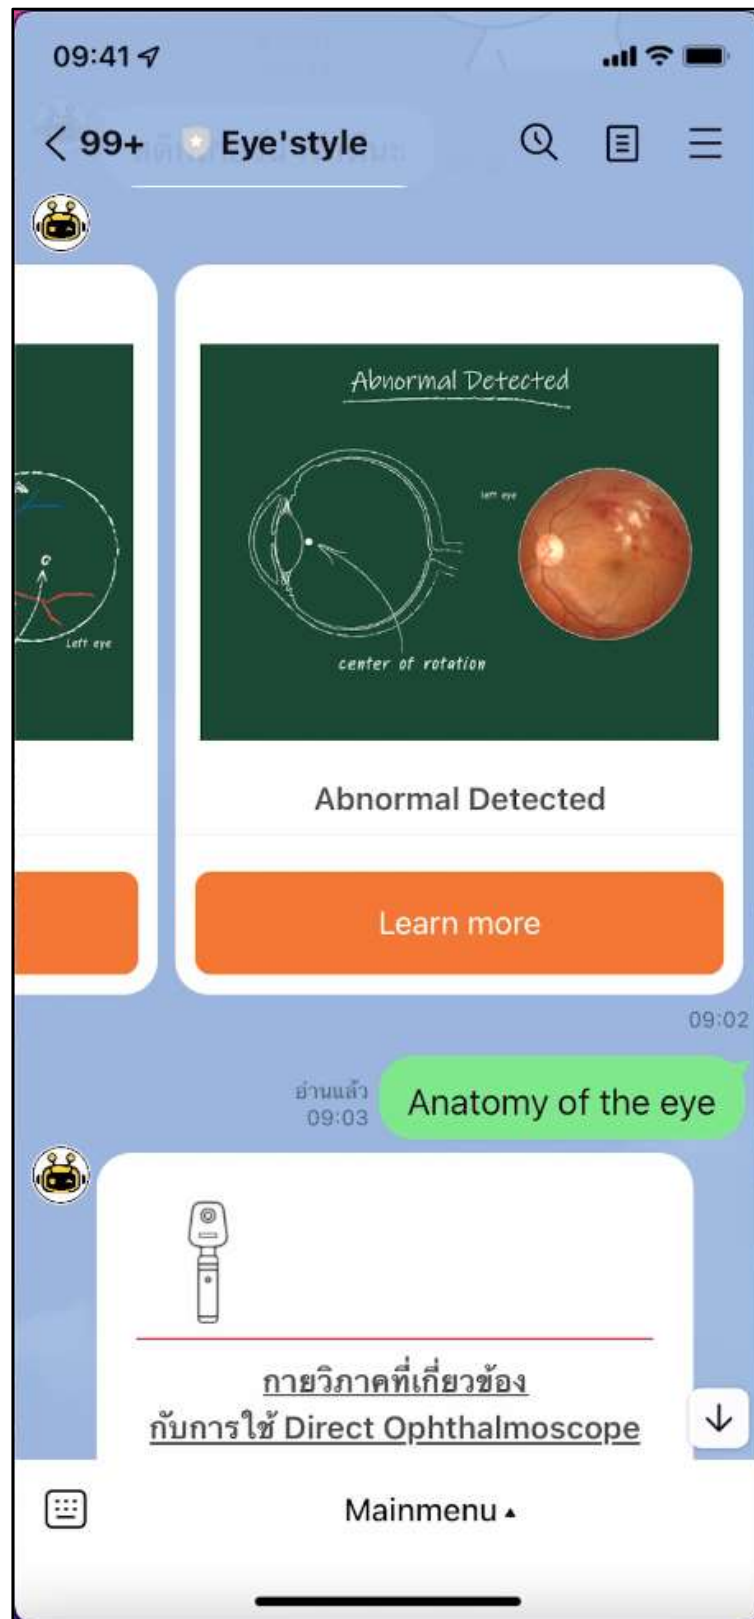 09:41
99+ Eye'style
Abnormal Detected
left eye
Left eye
center of rotation
Abnormal Detected
Learn more
09:02
อ่านแล้ว
09:03
Anatomy of the eye
กายวิภาคที่เกี่ยวข้อง
กับการใช้ Direct Ophthalmoscope
Mainmenu